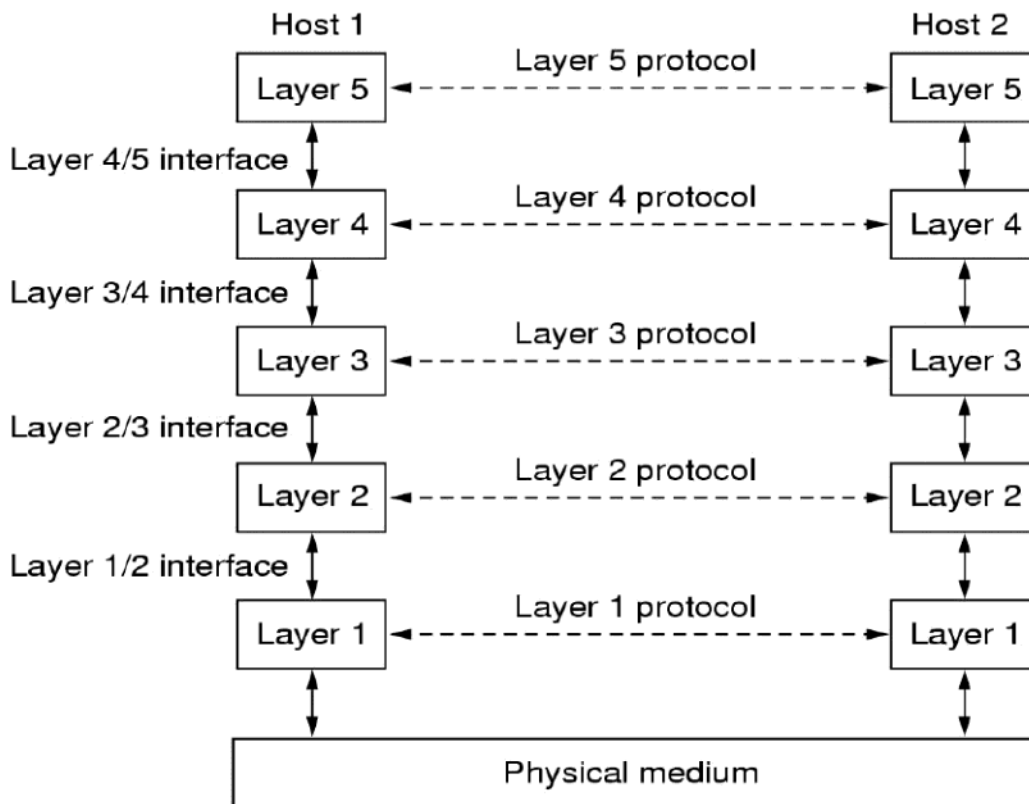 Host 1
Host 2
Layer 5 protocol
Layer 5
Layer 5
Layer 4/5 interface
Layer 4 protocol
Layer 4
Layer 4
Layer 3/4 interface
Layer 3 protocol
Layer 3
Layer 3
Layer 2/3 interface
Layer 2 protocol
Layer 2
Layer 2
Layer 1/2 interface
Layer 1 protocol
Layer 1
Layer 1
Physical medium